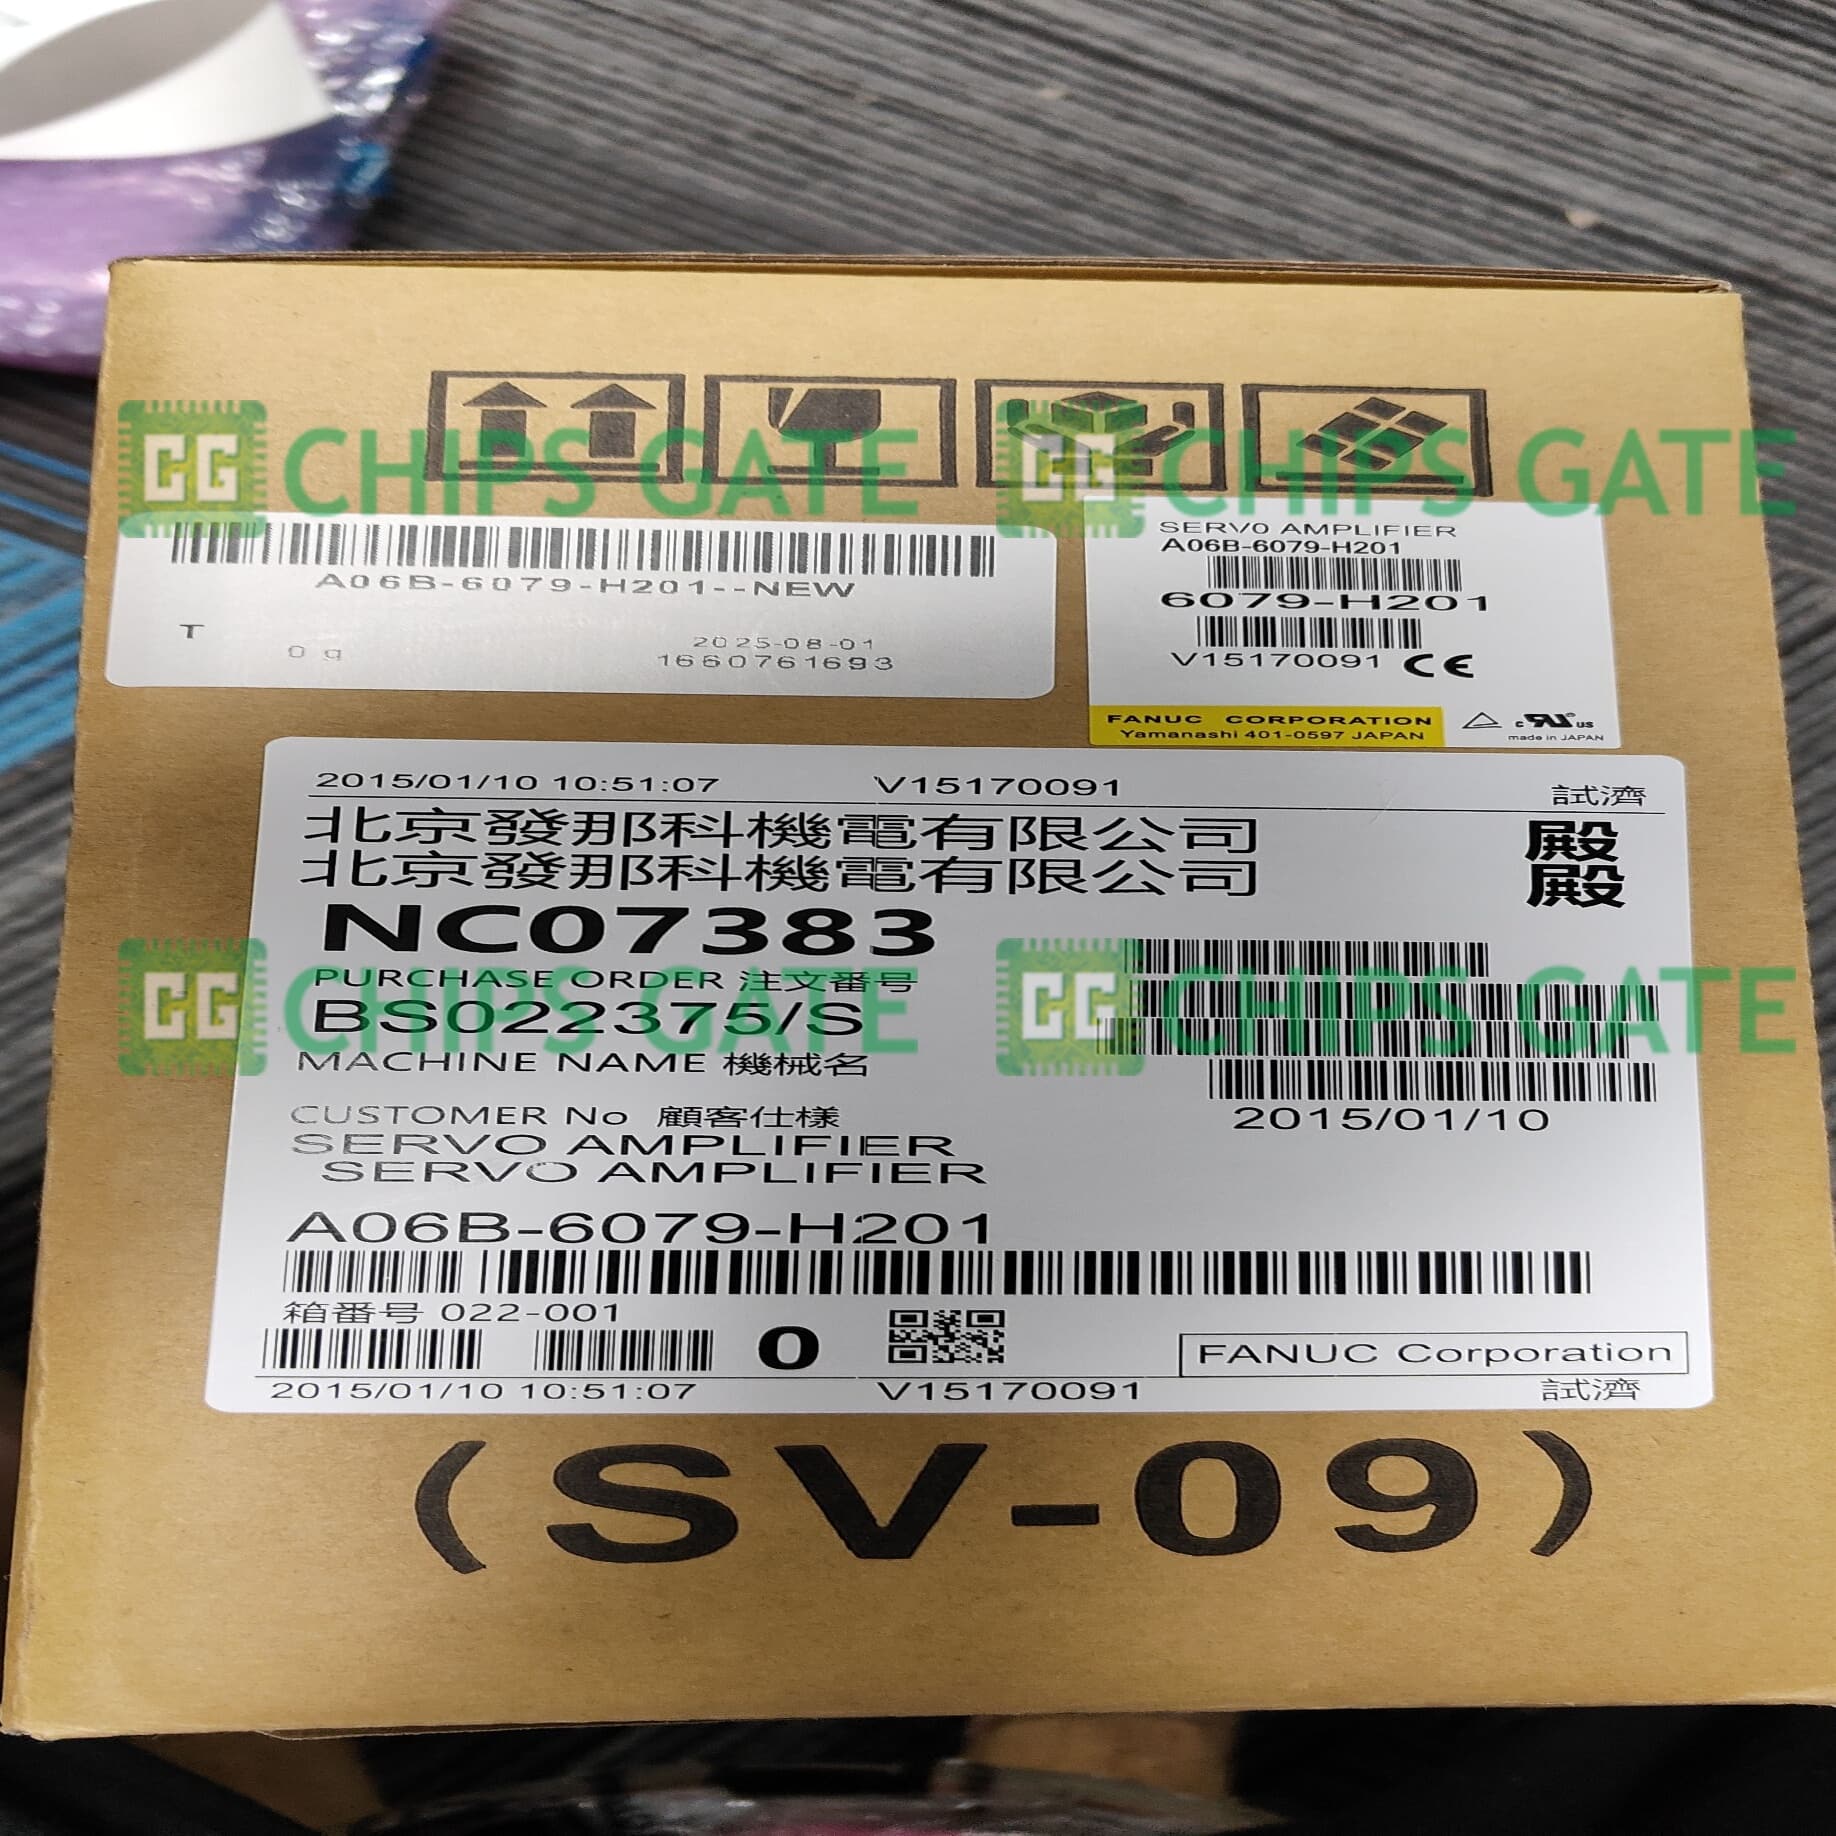 CG CHIPS GATE
CG CHIPS GATE
A06B-6079-H201--NEW
T
0 g
2025-08-01
1660761693
SERVO AMPLIFIER
A06B-6079-H201
6079-H201
V15170091 CE
FANUC CORPORATION
Yamanashi 401-0597 JAPAN
c RU us
made in JAPAN
2015/01/10 10:51:07 V15170091 試濟
北京發那科機電有限公司 殿
北京發那科機電有限公司 殿
NC07383
PURCHASE ORDER 注文番号
CG CHIPS GATE
CG CHIPS GATE
BS022375/S
MACHINE NAME 機械名
2015/01/10
CUSTOMER No 顧客仕様
SERVO AMPLIFIER
SERVO AMPLIFIER
A06B-6079-H201
箱番号 022-001
0
FANUC Corporation
2015/01/10 10:51:07 V15170091 試濟
(SV-09)